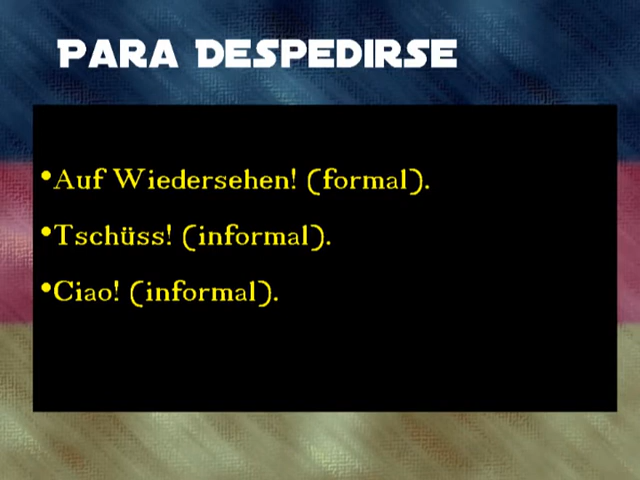 Para Despedirse
•Auf Wiedersehen! (formal).
•Tschüss! (informal).
•Ciao! (informal).